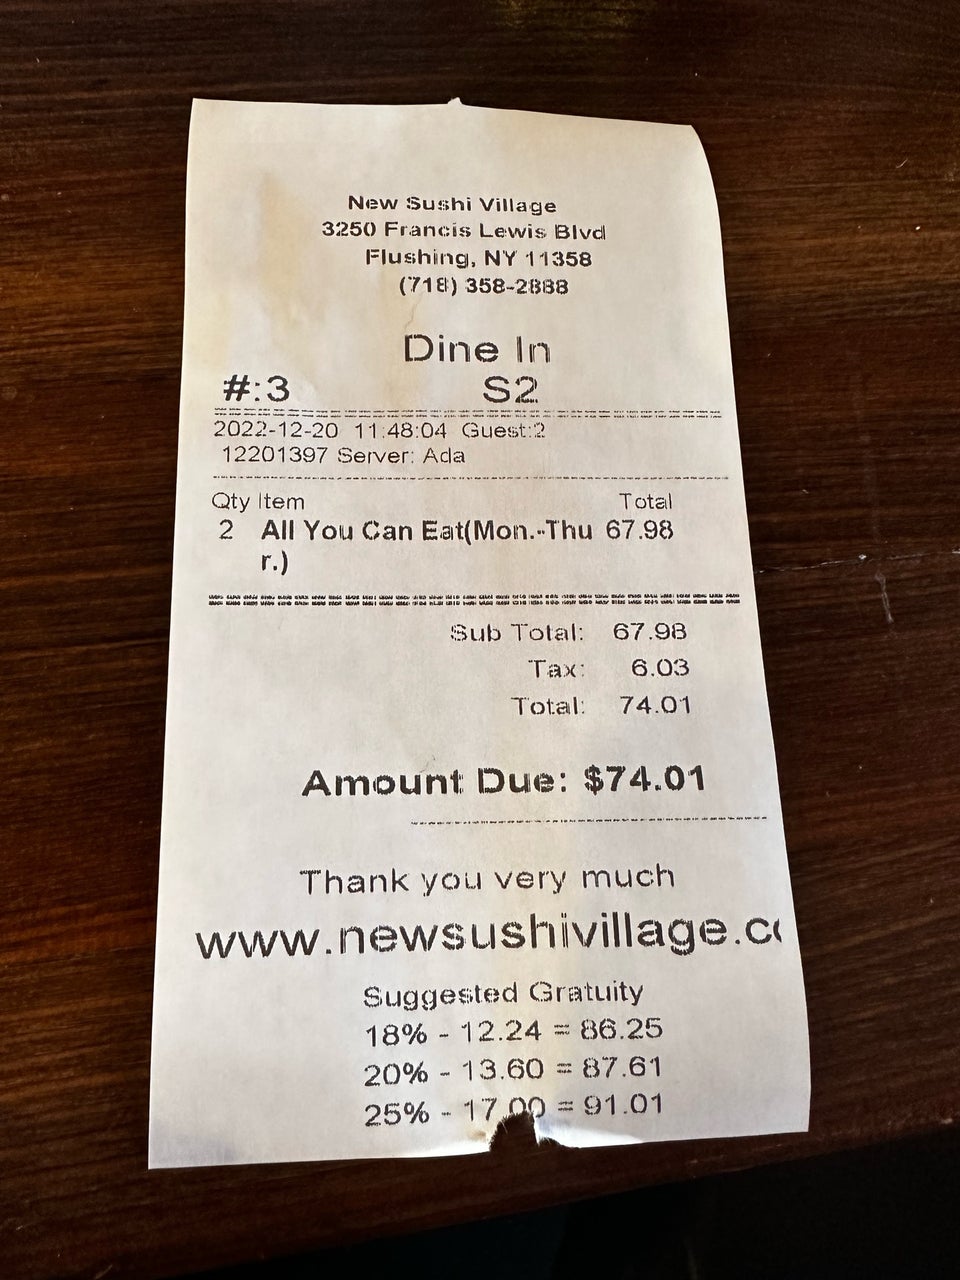 New Sushi Village
3250 Francis Lewis Blvd
Flushing, NY 11358
(718) 358-2888
Dine In
#:3 S2
2022-12-20 11:48:04 Guest:2
12201397 Server: Ada
Qty Item Total
2 All You Can Eat(Mon.-Thu 67.98
r.)
Sub Total: 67.98
Tax: 6.03
Total: 74.01
Amount Due: $74.01
Thank you very much
www.newsushivillage.c
Suggested Gratuity
18% - 12.24 = 86.25
20% - 13.60 = 87.61
25% - 17.00 = 91.01